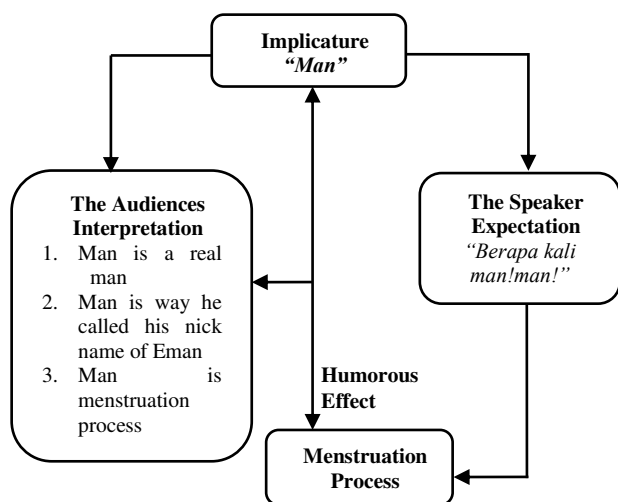 Implicature
“Man”
The Audiences
Interpretation
1. Man is a real
man
2. Man is way he
called his nick
name of Eman
3. Man is
menstruation
process
The Speaker
Expectation
“Berapa kali
man!man!”
Humorous
Effect
Menstruation
Process